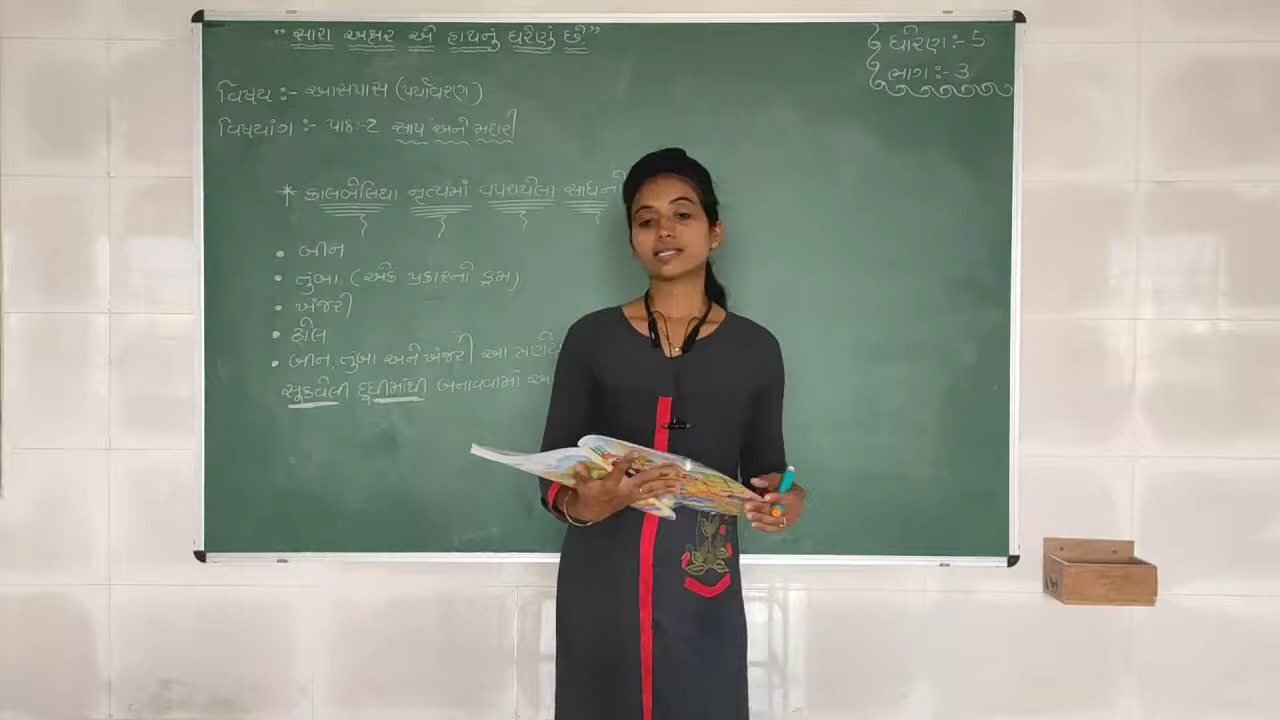 “સારા અક્ષર એ હાથનું ઘરેણું છે”
ધોરણ:- 5
ભાગ:- 3
વિષય:- આસપાસ (પર્યાવરણ)
વિષયાંગ:- પાઠ-2 સાપ અને મદારી
* કાલબેલિયા નૃત્યમાં વપરાયેલા સાધનો
• બીન
• તુંબા (એક પ્રકારનો ડ્રમ)
• ખંજરી
• ઢોલ
• બીન, તુંબા અને ખંજરી આ
સૂકવેલી દુધીમાંથી બનાવવામાં